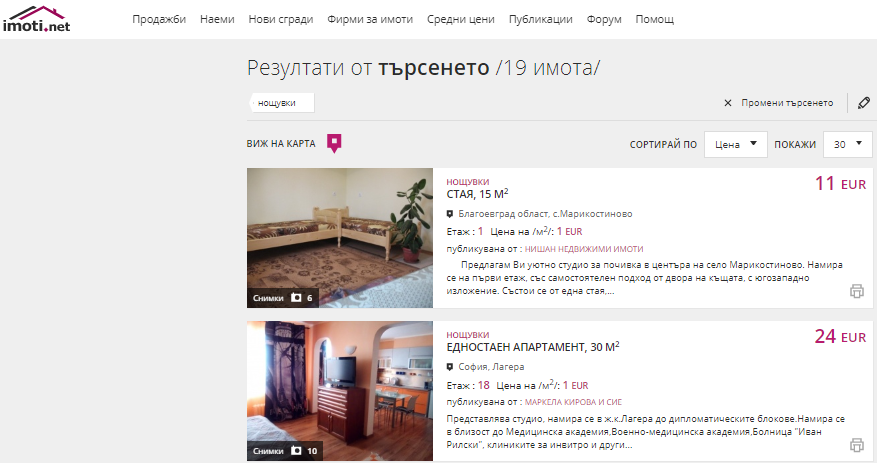 imoti.net
Продажби Наеми Нови сгради Фирми за имоти Средни цени Публикации Форум Помощ
Резултати от търсенето /19 имота/
нощувки
× Промени търсенето
ВИЖ НА КАРТА
СОРТИРАЙ ПО Цена ПОКАЖИ 30
НОЩУВКИ
11 EUR
СТАЯ, 15 М²
Благоевград област, с.Марикостиново
Етаж : 1 Цена на /м²/: 1 EUR
публикувана от : НИШАН НЕДВИЖИМИ ИМОТИ
Предлагам Ви уютно студио за почивка в центъра на село Марикостиново. Намира
се на първи етаж, със самостоятелен подход от двора на къщата, с югозападно
изложение. Състои се от една стая,...
Снимки 6
НОЩУВКИ
24 EUR
ЕДНОСТАЕН АПАРТАМЕНТ, 30 М²
София, Лагера
Етаж : 18 Цена на /м²/: 1 EUR
публикувана от : МАРКЕЛА КИРОВА И СИЕ
Представлява студио, намира се в ж.к.Лагера до дипломатическите блокове.Намира се
в близост до Медицинска академия,Военно-медицинска академия,Болница "Иван
Рилски", клиниките за инвитро и други...
Снимки 10